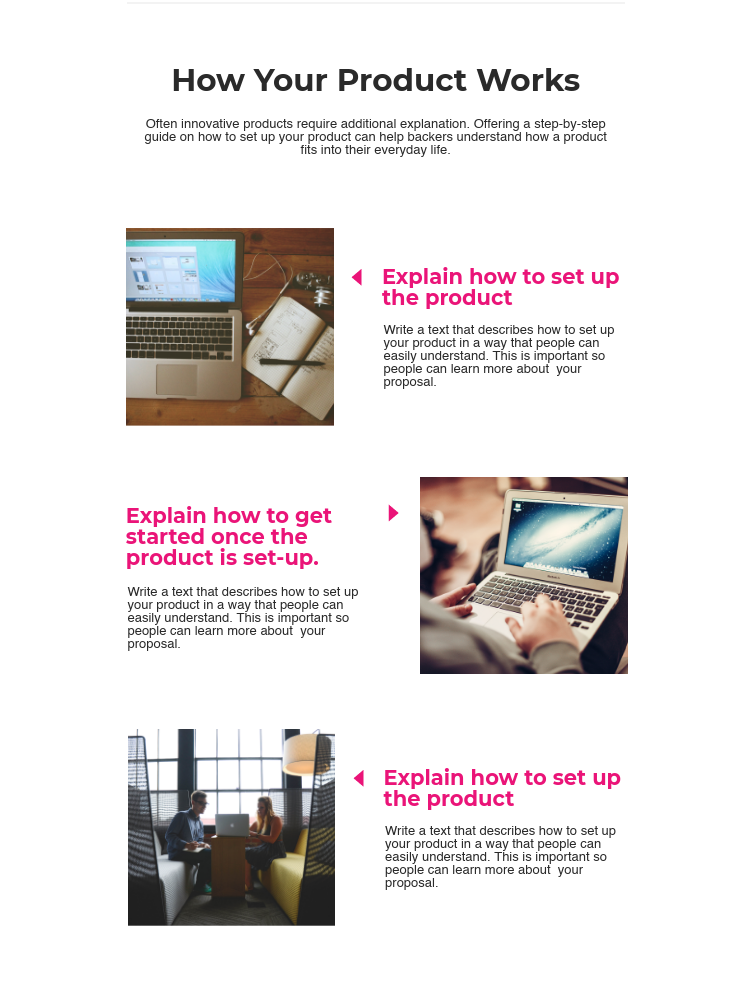 How Your Product Works
Often innovative products require additional explanation. Offering a step-by-step
guide on how to set up your product can help backers understand how a product
fits into their everyday life.
Explain how to set up
the product
Write a text that describes how to set up
your product in a way that people can
easily understand. This is important so
people can learn more about  your
proposal.
Explain how to get
started once the
product is set-up.
Write a text that describes how to set up
your product in a way that people can
easily understand. This is important so
people can learn more about  your
proposal.
Explain how to set up
the product
Write a text that describes how to set up
your product in a way that people can
easily understand. This is important so
people can learn more about  your
proposal.